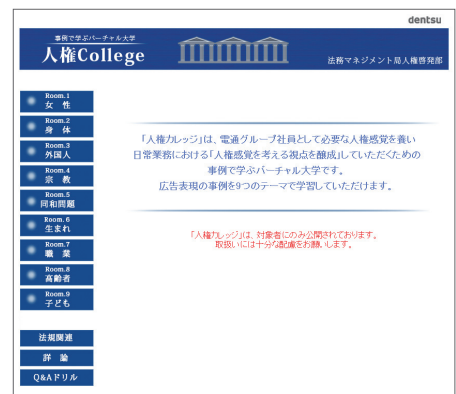 dentsu
事例で学ぶバーチャル大学
人権College
法務マネジメント局人権啓発部
Room.1
女 性
Room.2
身 体
Room.3
外国人
Room.4
宗 教
Room.5
同和問題
Room.6
生まれ
Room.7
職 業
Room.8
高齢者
Room.9
子ども
法規関連
詳 論
Q&Aドリル
「人権カレッジ」は、電通グループ社員として必要な人権感覚を養い
日常業務における「人権感覚を考える視点を醸成」していただくための
事例で学ぶバーチャル大学です。
広告表現の事例を9つのテーマで学習していただけます。
「人権カレッジ」は、対象者にのみ公開されております。
取扱いには十分な配慮をお願いします。